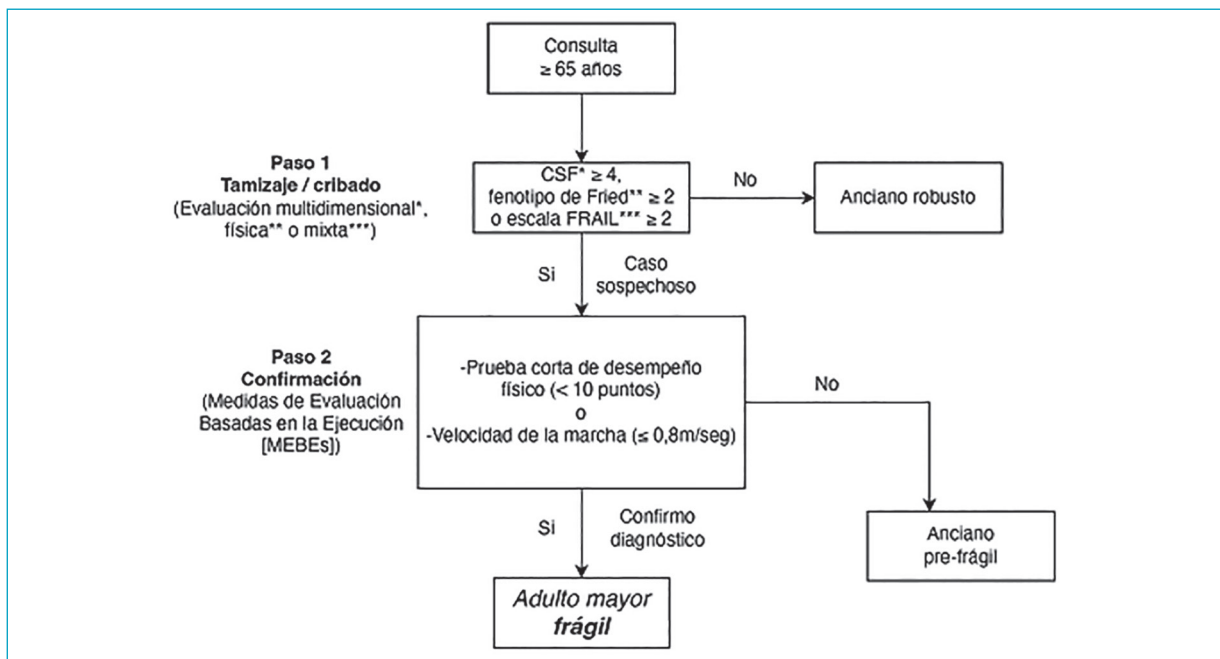 Consulta
≥ 65 años
Paso 1
Tamizaje / cribado
(Evaluación multidimensional*,
física** o mixta***)
CSF* ≥ 4,
fenotipo de Fried** ≥ 2
o escala FRAIL*** ≥ 2
No
Anciano robusto
Si
Caso
sospechoso
Paso 2
Confirmación
(Medidas de Evaluación
Basadas en la Ejecución
[MEBEs])
-Prueba corta de desempeño
físico (< 10 puntos)
o
-Velocidad de la marcha (≤ 0,8m/seg)
No
Anciano
pre-frágil
Si
Confirmo
diagnóstico
Adulto mayor
frágil